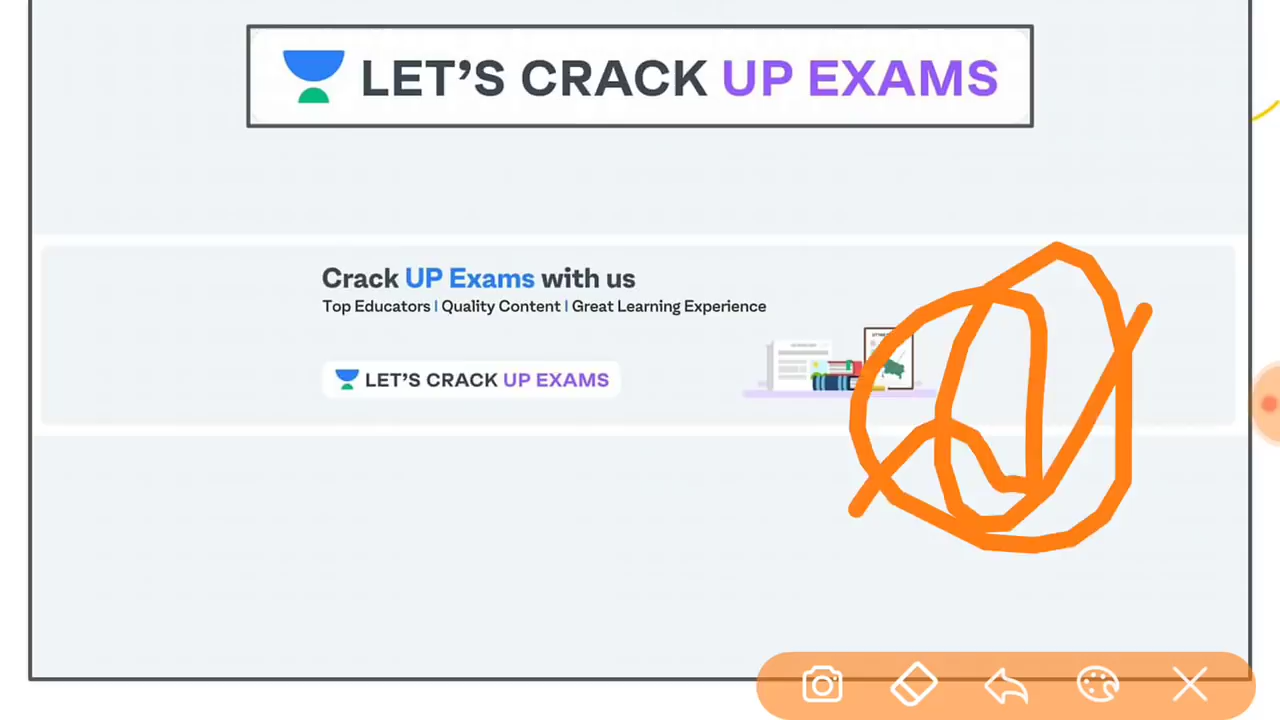 LET'S CRACK UP EXAMS
Crack UP Exams with us
Top Educators | Quality Content | Great Learning Experience
LET'S CRACK UP EXAMS